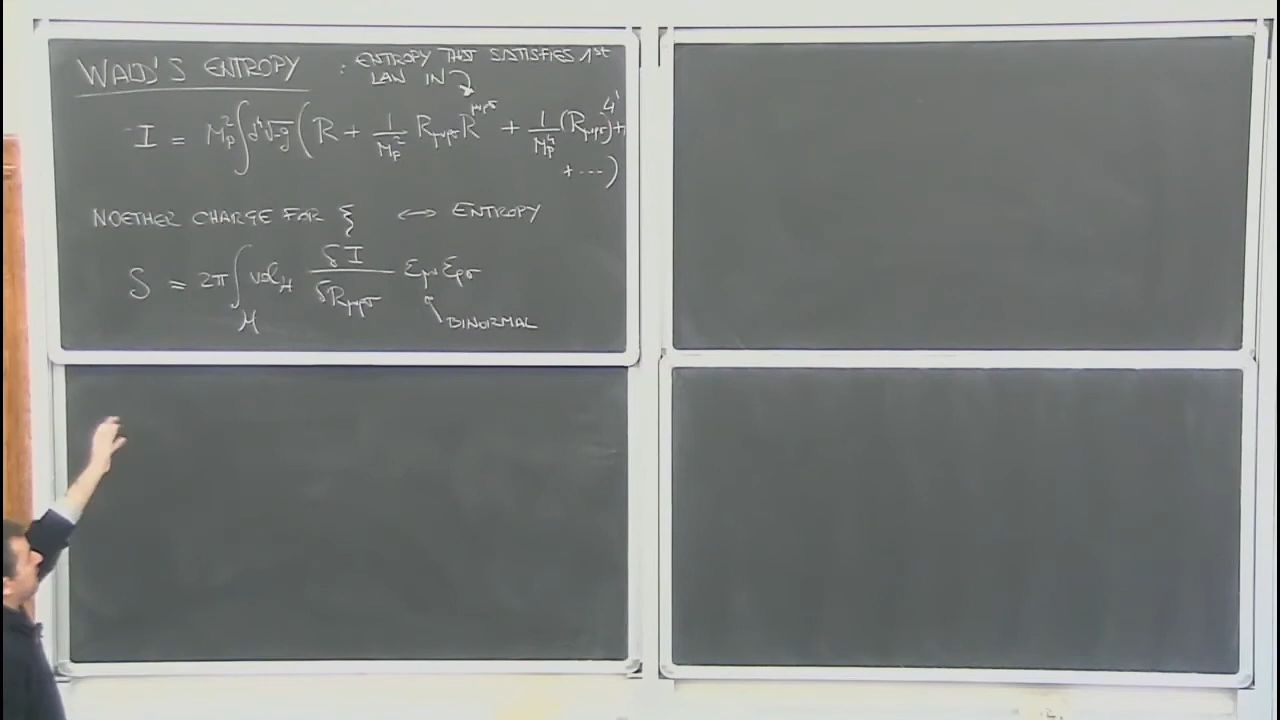 WALD'S ENTROPY : ENTROPY THAT SATISFIES 1st
LAW IN
I = M_p^2 ∫ d^4 √-g ( R + 1/M_p^2 R_{μνρσ} R^{μνρσ} + 1/M_p^4 (R_{μνρσ})^4 +
+ ... )
NOETHER CHARGE FOR ξ ↔ ENTROPY
S = 2π ∫_H vol_H δI/δR_{μνρσ} ε_{μν} ε_{ρσ}
BINORMAL